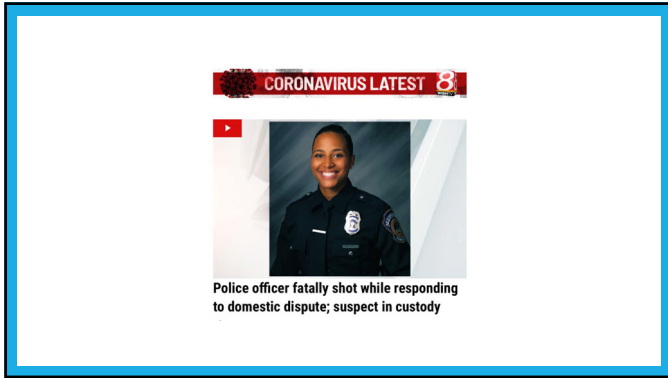 CORONAVIRUS LATEST 8
Police officer fatally shot while responding
to domestic dispute; suspect in custody